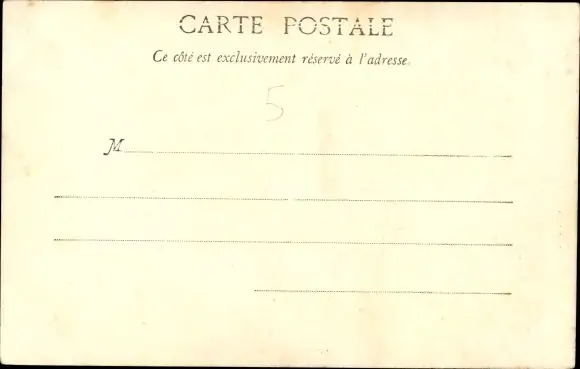 CARTE POSTALE
Ce côté est exclusivement réservé à l'adresse.
5
M